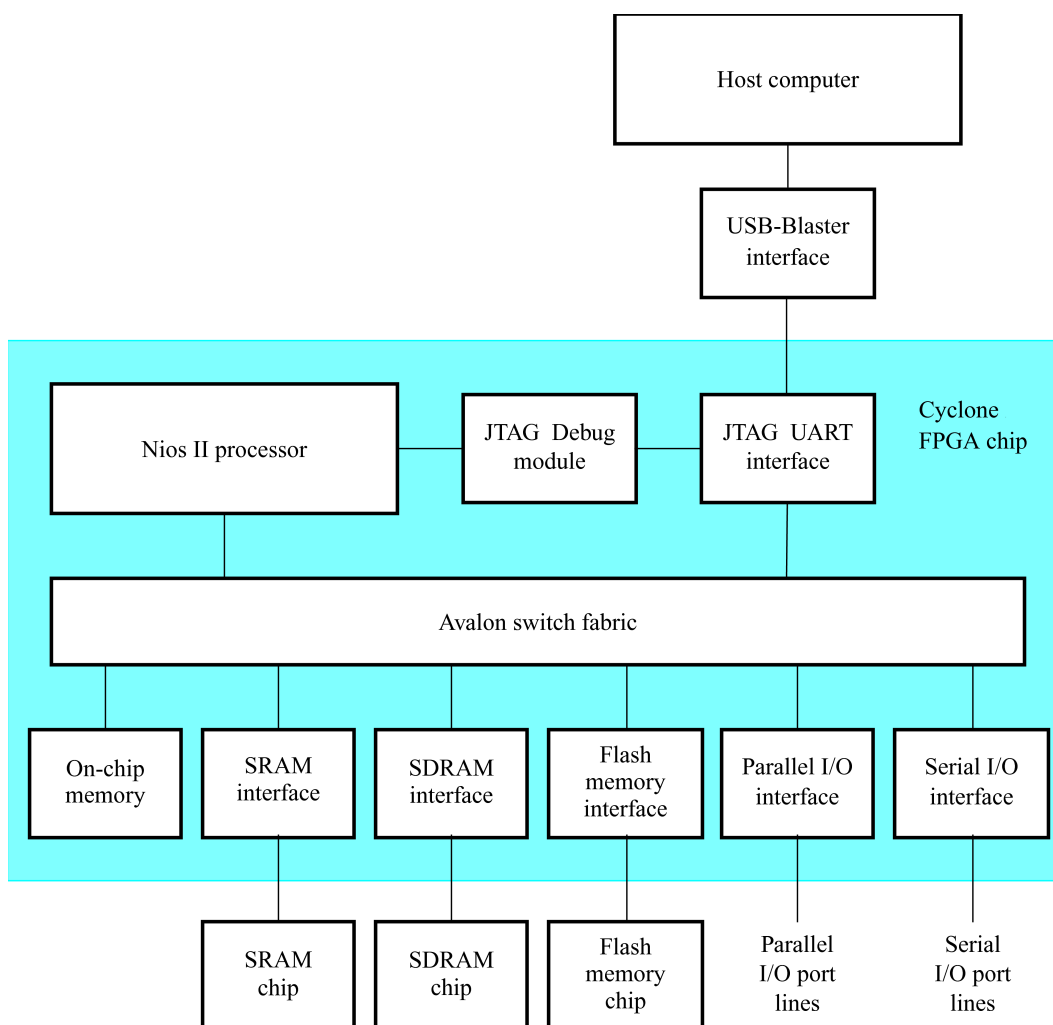 Host computer
USB-Blaster
interface
Cyclone
FPGA chip
Nios II processor
JTAG Debug
module
JTAG UART
interface
Avalon switch fabric
On-chip
memory
SRAM
interface
SDRAM
interface
Flash
memory
interface
Parallel I/O
interface
Serial I/O
interface
SRAM
chip
SDRAM
chip
Flash
memory
chip
Parallel
I/O port
lines
Serial
I/O port
lines